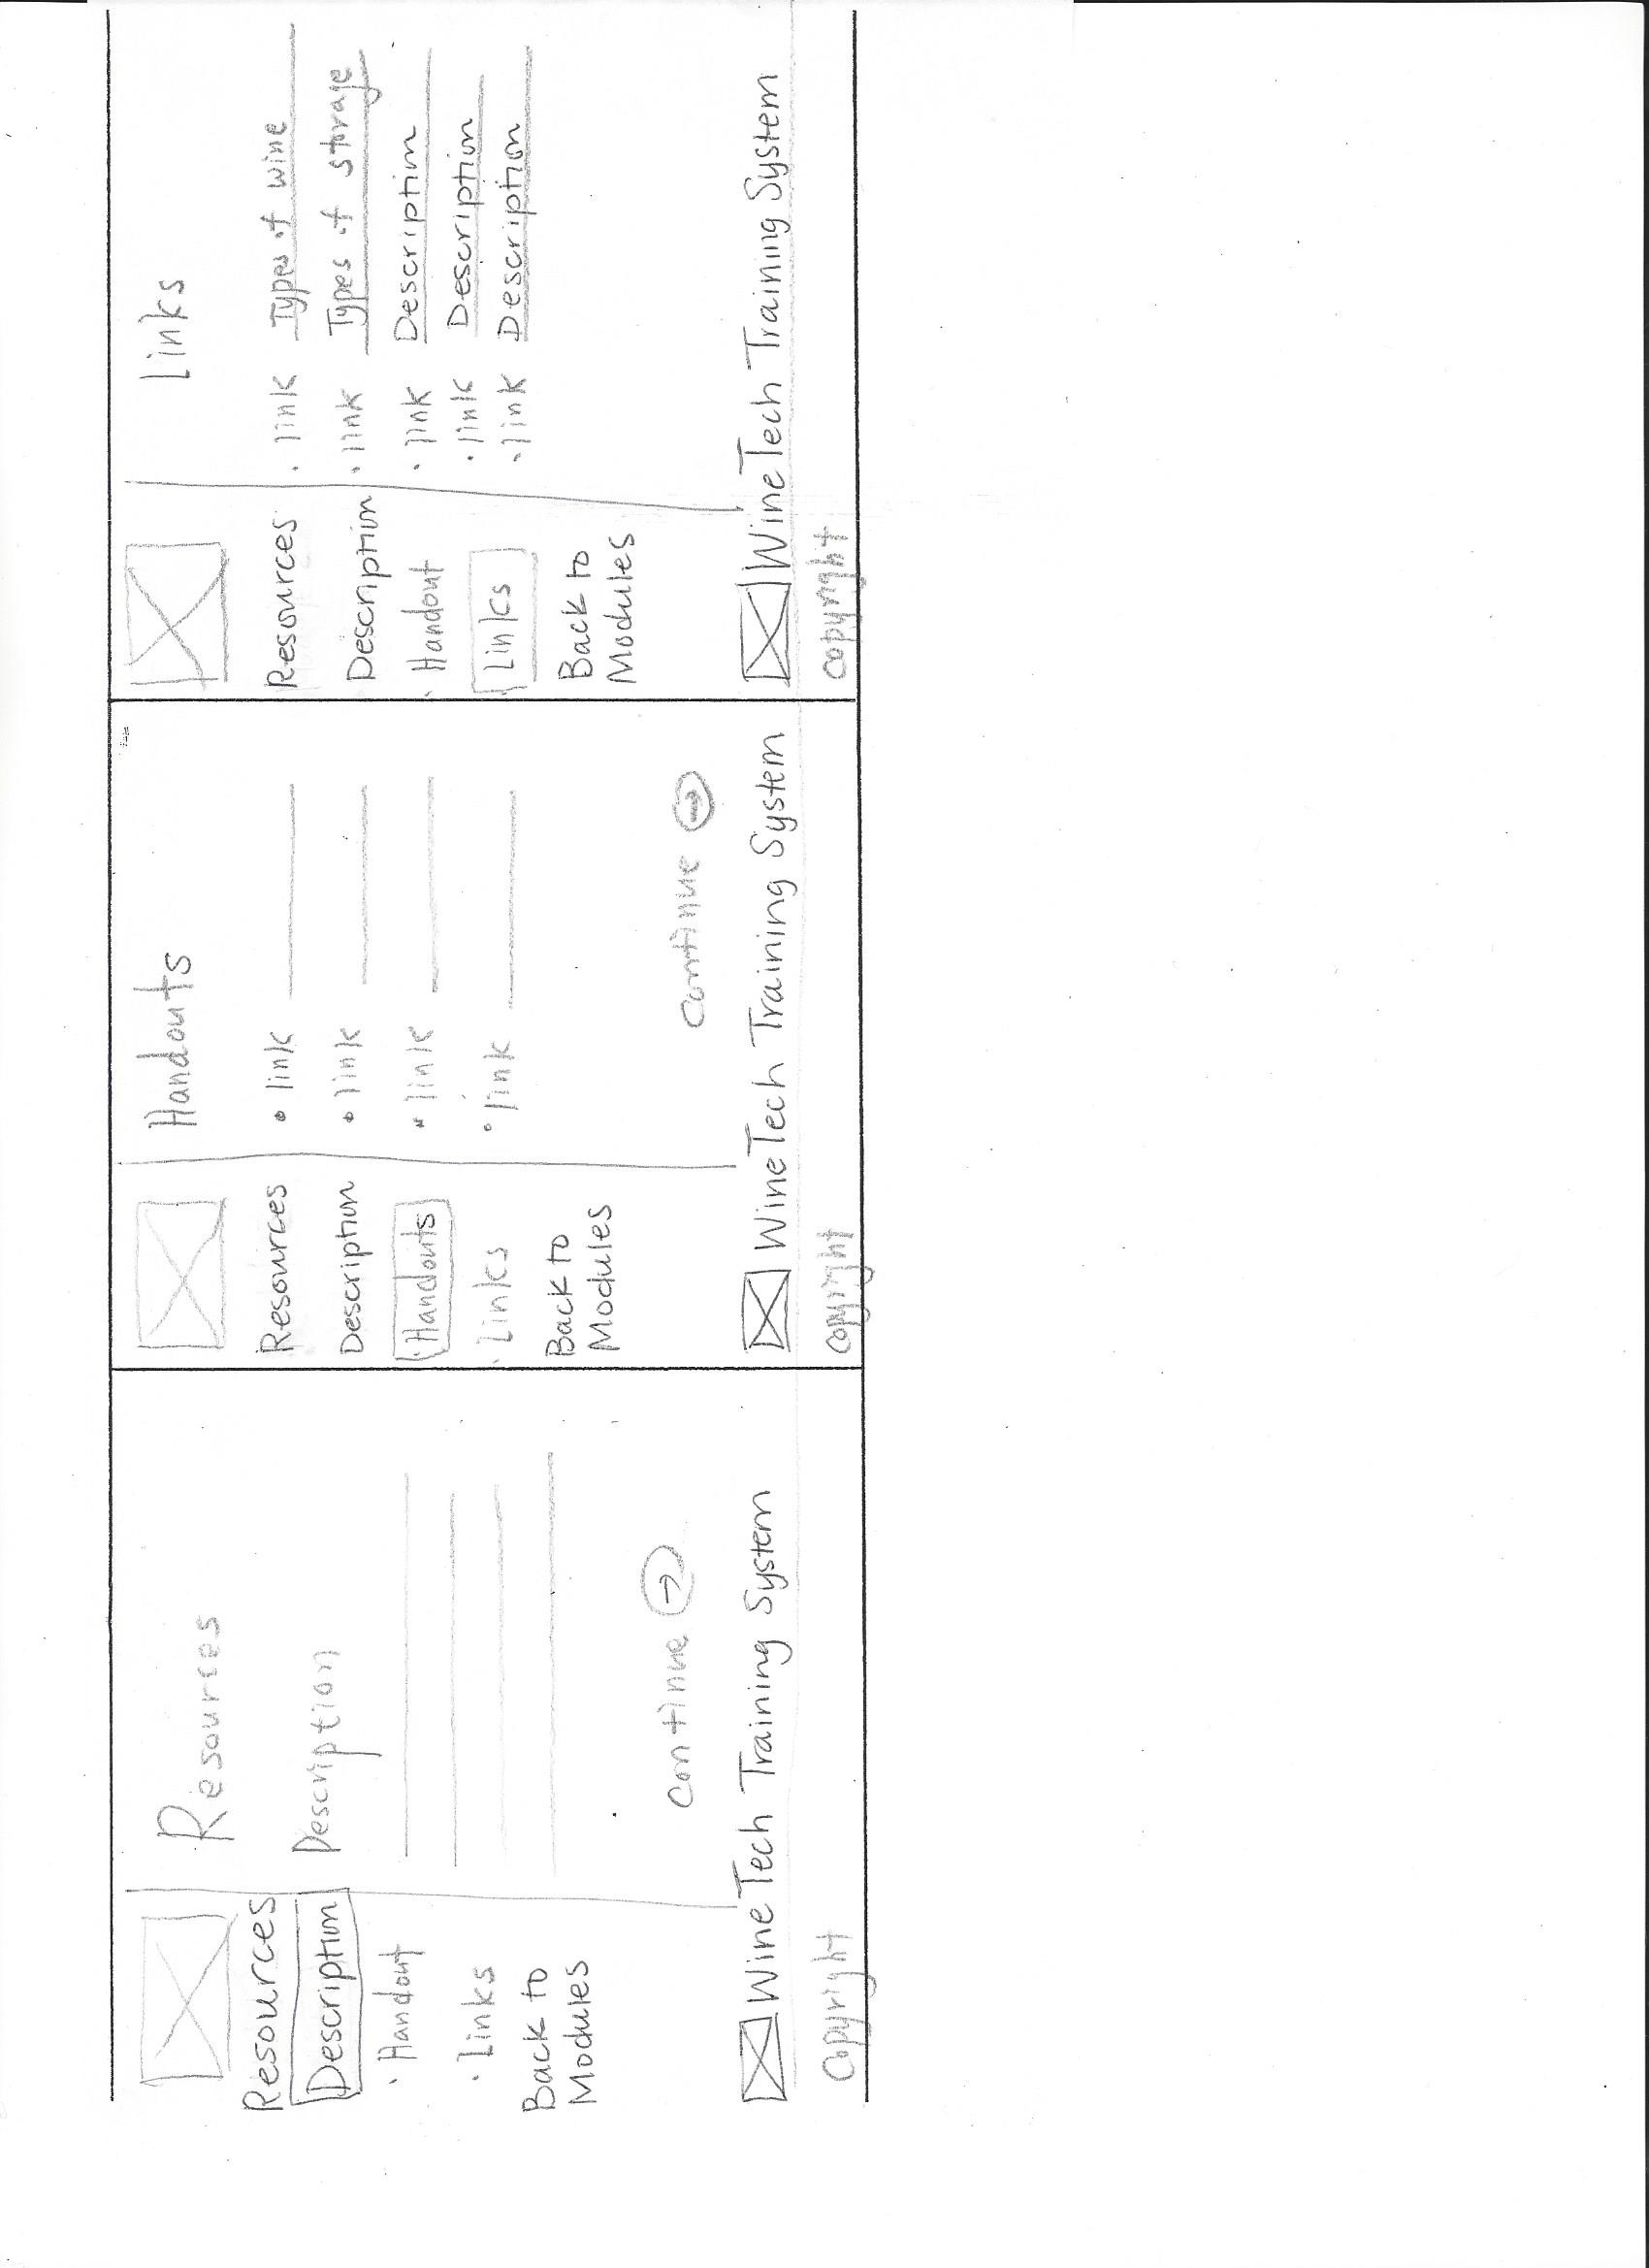 Resources
Resources
Description
Description
Handout
Links
Back to
Modules
continue →
WineTech Training System
Copyright
Handouts
Resources
• link
Description
• link
Handouts
• link
Links
• link
Back to
Modules
continue →
WineTech Training System
copyright
Links
Resources
. link Types of wine
Description
. link Types of storage
Handout
. link Description
Links
. link Description
. link Description
Back to
Modules
WineTech Training System
copyright